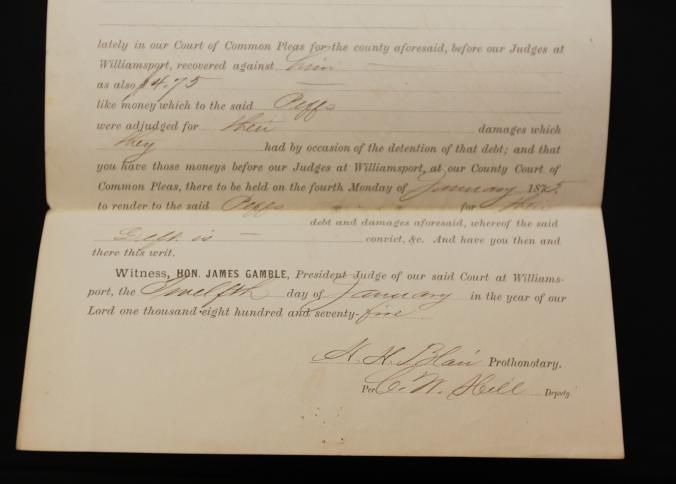 lately in our Court of Common Pleas for the county aforesaid, before our Judges at
Williamsport, recovered against him
as also $4.75
like money which to the said Peffs
were adjudged for their damages which
they had by occasion of the detention of that debt; and that
you have those moneys before our Judges at Williamsport, at our County Court of
Common Pleas, there to be held on the fourth Monday of January 1875.
to render to the said Peffs for their
debt and damages aforesaid, whereof the said
Deft. is convict, &c. And have you then and
there this writ.
Witness, HON. JAMES GAMBLE, President Judge of our said Court at Williams-
port, the Twelfth day of January in the year of our
Lord one thousand eight hundred and seventy-five
H. H. Blair Prothonotary.
Per C. W. Hill Deputy